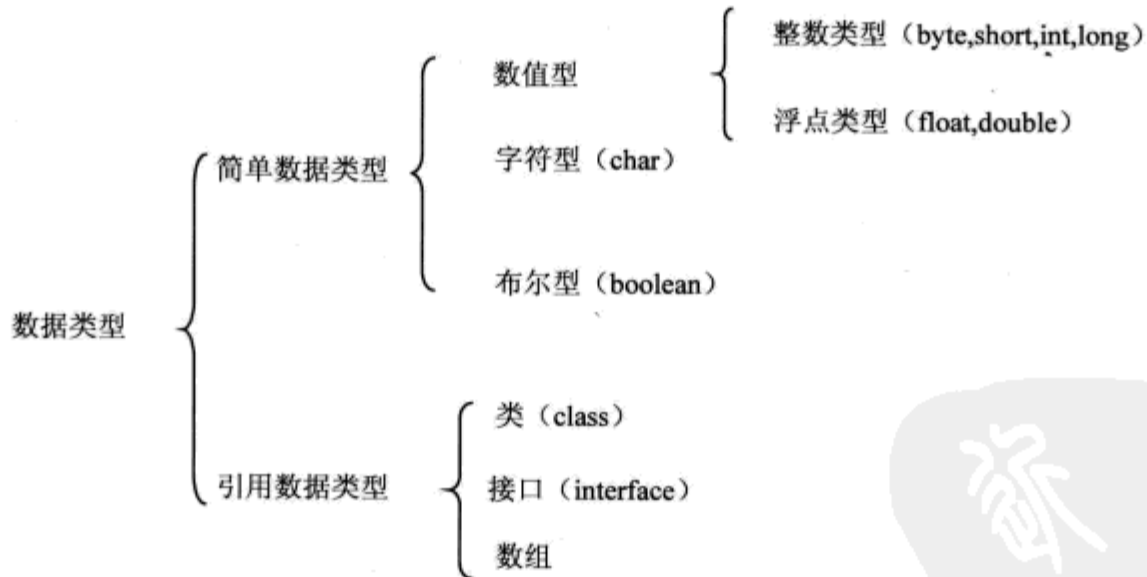 整数类型（byte,short,int,long）
数值型
浮点类型（float,double）
简单数据类型
字符型（char）
布尔型（boolean）
数据类型
类（class）
引用数据类型
接口（interface）
数组